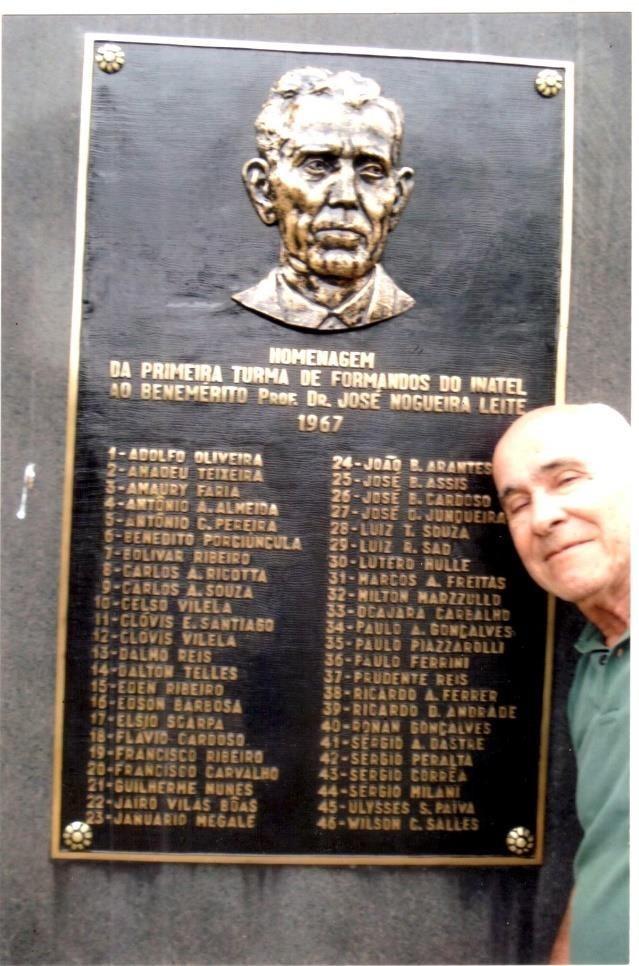 HOMENAGEM
DA PRIMEIRA TURMA DE FORMANDOS DO INATEL
AO BENEMÉRITO PROF. DR. JOSÉ NOGUEIRA LEITE
1967
1-ADOLFO OLIVEIRA
2-AMADEU TEIXEIRA
3-AMAURY FARIA
4-ANTÔNIO A. ALMEIDA
5-ANTÔNIO C. PEREIRA
6-BENEDITO PORCIÚNCULA
7-BOLIVAR RIBEIRO
8-CARLOS A. RICOTTA
9-CARLOS A. SOUZA
10-CELSO VILELA
11-CLÓVIS E. SANTIAGO
12-CLÓVIS VILELA
13-DALMO REIS
14-DALTON TELLES
15-EDEN RIBEIRO
16-EDSON BARBOSA
17-ELSIO SCARPA
18-FLAVIO CARDOSO
19-FRANCISCO RIBEIRO
20-FRANCISCO CARVALHO
21-GUILHERME NUNES
22-JAIRO VILAS BÔAS
23-JANUARIO MEGALE
24-JOÃO B. ARANTES
25-JOSÉ B. ASSIS
26-JOSÉ B. CARDOSO
27-JOSÉ JUNQUEIRA
28-LUIZ T. SOUZA
29-LUIZ R. SAD
30-LUTERO HULLE
31-MARCOS A. FREITAS
32-MILTON MARZZULLO
33-OCAJARA CARBALHO
34-PAULO A. GONÇALVES
35-PAULO PIAZZAROLLI
36-PAULO FERRINI
37-PRUDENTE REIS
38-RICARDO A. FERRER
39-RICARDO D. ANDRADE
40-RONAN GONÇALVES
41-SERGIO A. DASTRE
42-SERGIO PERALTA
43-SERGIO CORRÊA
44-SERGIO MILANI
45-ULYSSES S. PAIVA
46-WILSON C. SALLES